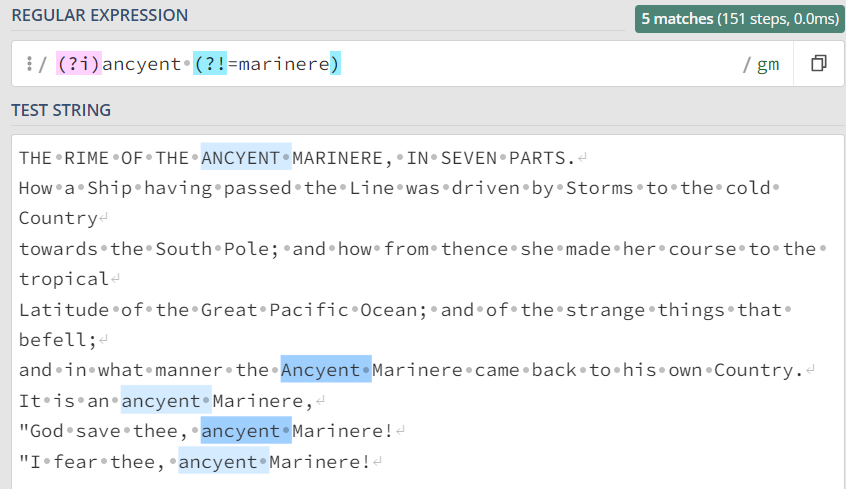 REGULAR EXPRESSION
5 matches (151 steps, 0.0ms)
/ (?i)ancyent (?!=marinere) / gm
TEST STRING
THE RIME OF THE ANCYENT MARINERE, IN SEVEN PARTS.
How a Ship having passed the Line was driven by Storms to the cold
Country
towards the South Pole; and how from thence she made her course to the
tropical
Latitude of the Great Pacific Ocean; and of the strange things that
befell;
and in what manner the Ancyent Marinere came back to his own Country.
It is an ancyent Marinere,
"God save thee, ancyent Marinere!
"I fear thee, ancyent Marinere!